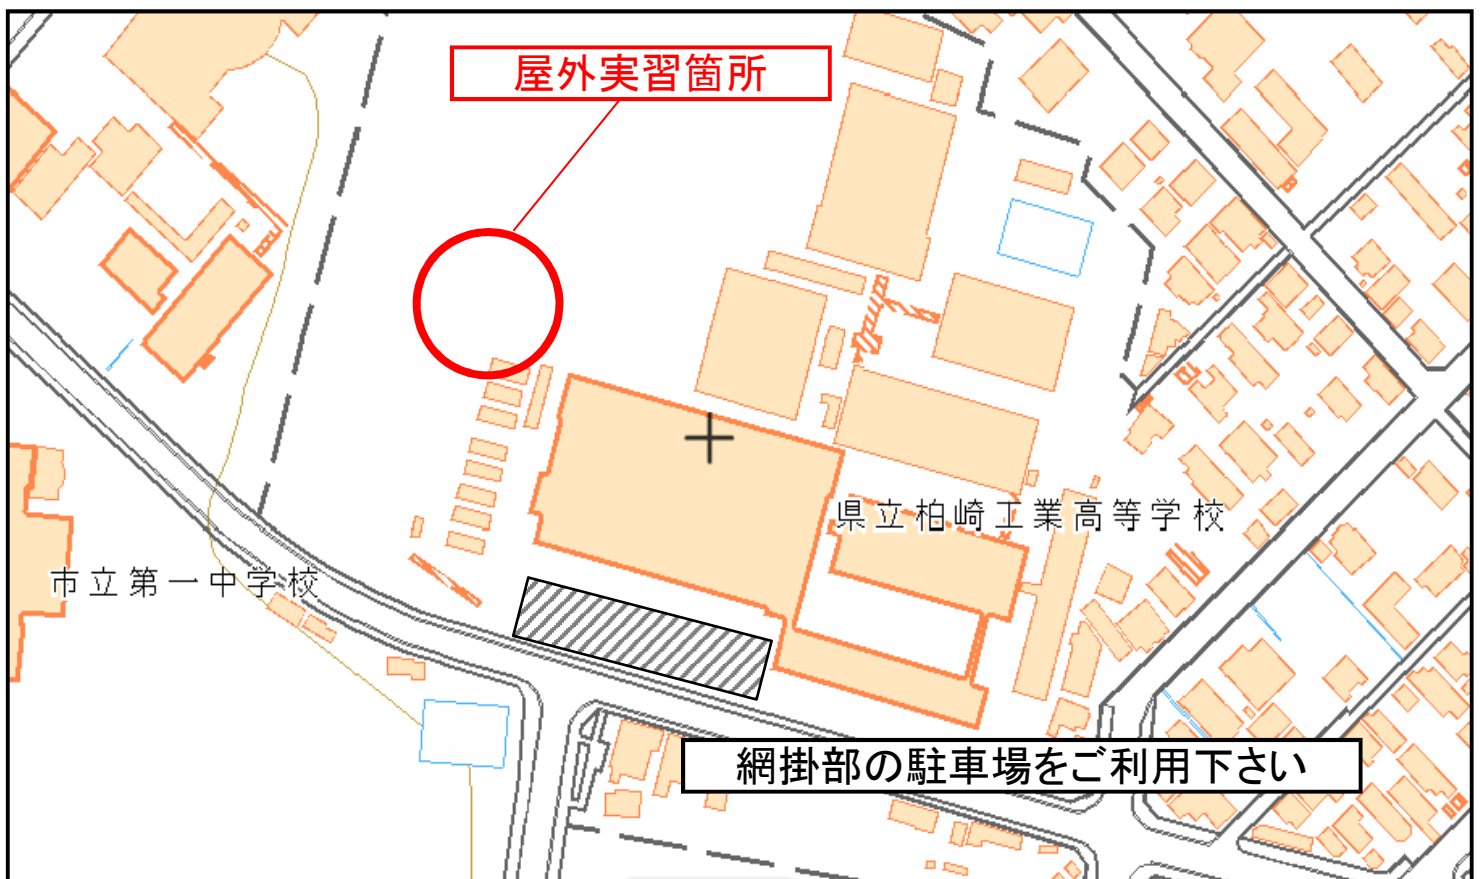 屋外実習箇所
県立柏崎工業高等学校
市立第一中学校
網掛部の駐車場をご利用下さい